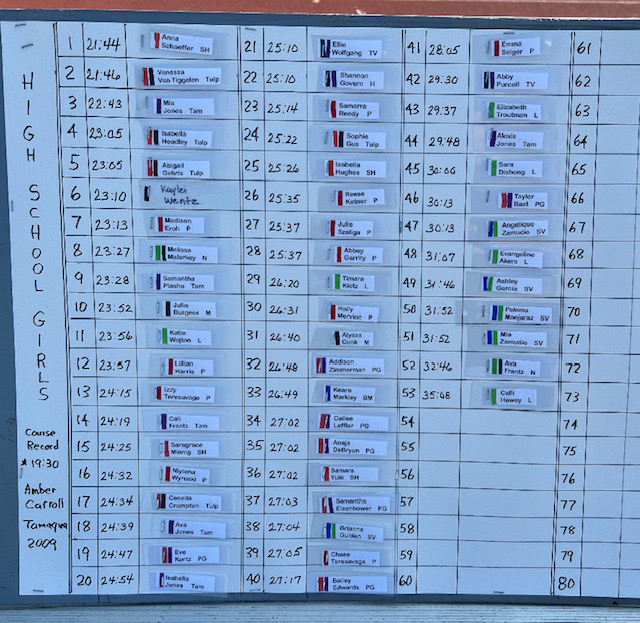 HIGH SCHOOL GIRLS
Course
Record
*19:30
Amber
Carroll
Tamaqua
2009
1 21:44 Anna Schaeffer SH
2 21:46 Vanessa Van Tiggelen Tulp
3 22:43 Mia Jones Tam
4 23:05 Isabella Headley Tulp
5 23:05 Abigail Gehris Tulp
6 23:10 Kaylei Wentz
7 23:13 Madison Eroh P
8 23:27 Melissa Malarkey N
9 23:28 Samantha Plasha Tam
10 23:52 Julia Burgess M
11 23:56 Katie Wojton L
12 23:57 Lillian Harris P
13 24:15 Izzy Teresavage P
14 24:19 Cali Frantz Tam
15 24:25 Saragrace Minnig SH
16 24:32 Nlylena Wyroski P
17 24:34 Cecelia Crumpton Tulp
18 24:39 Ava Jones Tam
19 24:47 Eve Kurtz PG
20 24:54 Isabella Jones Tam
21 25:10 Ellie Wolfgang TV
22 25:10 Shannon Govern H
23 25:14 Samarra Reedy P
24 25:22 Sophie Gus Tulp
25 25:26 Isabella Hughes SH
26 25:35 Reese Ketner P
27 25:37 Julie Szeliga P
28 25:37 Abbey Garrity P
29 26:20 Timara Klotz L
30 26:31 Haily Mervine P
31 26:40 Alyssa Cook M
32 26:48 Addison Zimmerman PG
33 26:49 Keara Markley BM
34 27:02 Callee Leffler PG
35 27:02 Anaja DeBryun PG
36 27:02 Samara Yule SH
37 27:03 Samantha Eisenhower PG
38 27:04 Brianna Gulden SV
39 27:05 Chase Teresavage P
40 27:17 Bailey Edwards PG
41 28:05 Emma Seiger P
42 29:30 Abby Purcell TV
43 29:37 Elizabeth Troutman L
44 29:48 Alexis Jones Tam
45 30:00 Sara Dishong L
46 30:13 Taylor Bast PG
47 30:13 Angelique Zamudio SV
48 31:07 Evangeline Akers L
49 31:46 Ashley Garcia SV
50 31:52 Paloma Monjaraz SV
51 31:52 Mia Zamudio SV
52 32:46 Ava Frantz N
53 35:08 Calli Hewey L
54
55
56
57
58
59
60
61
62
63
64
65
66
67
68
69
70
71
72
73
74
75
76
77
78
79
80